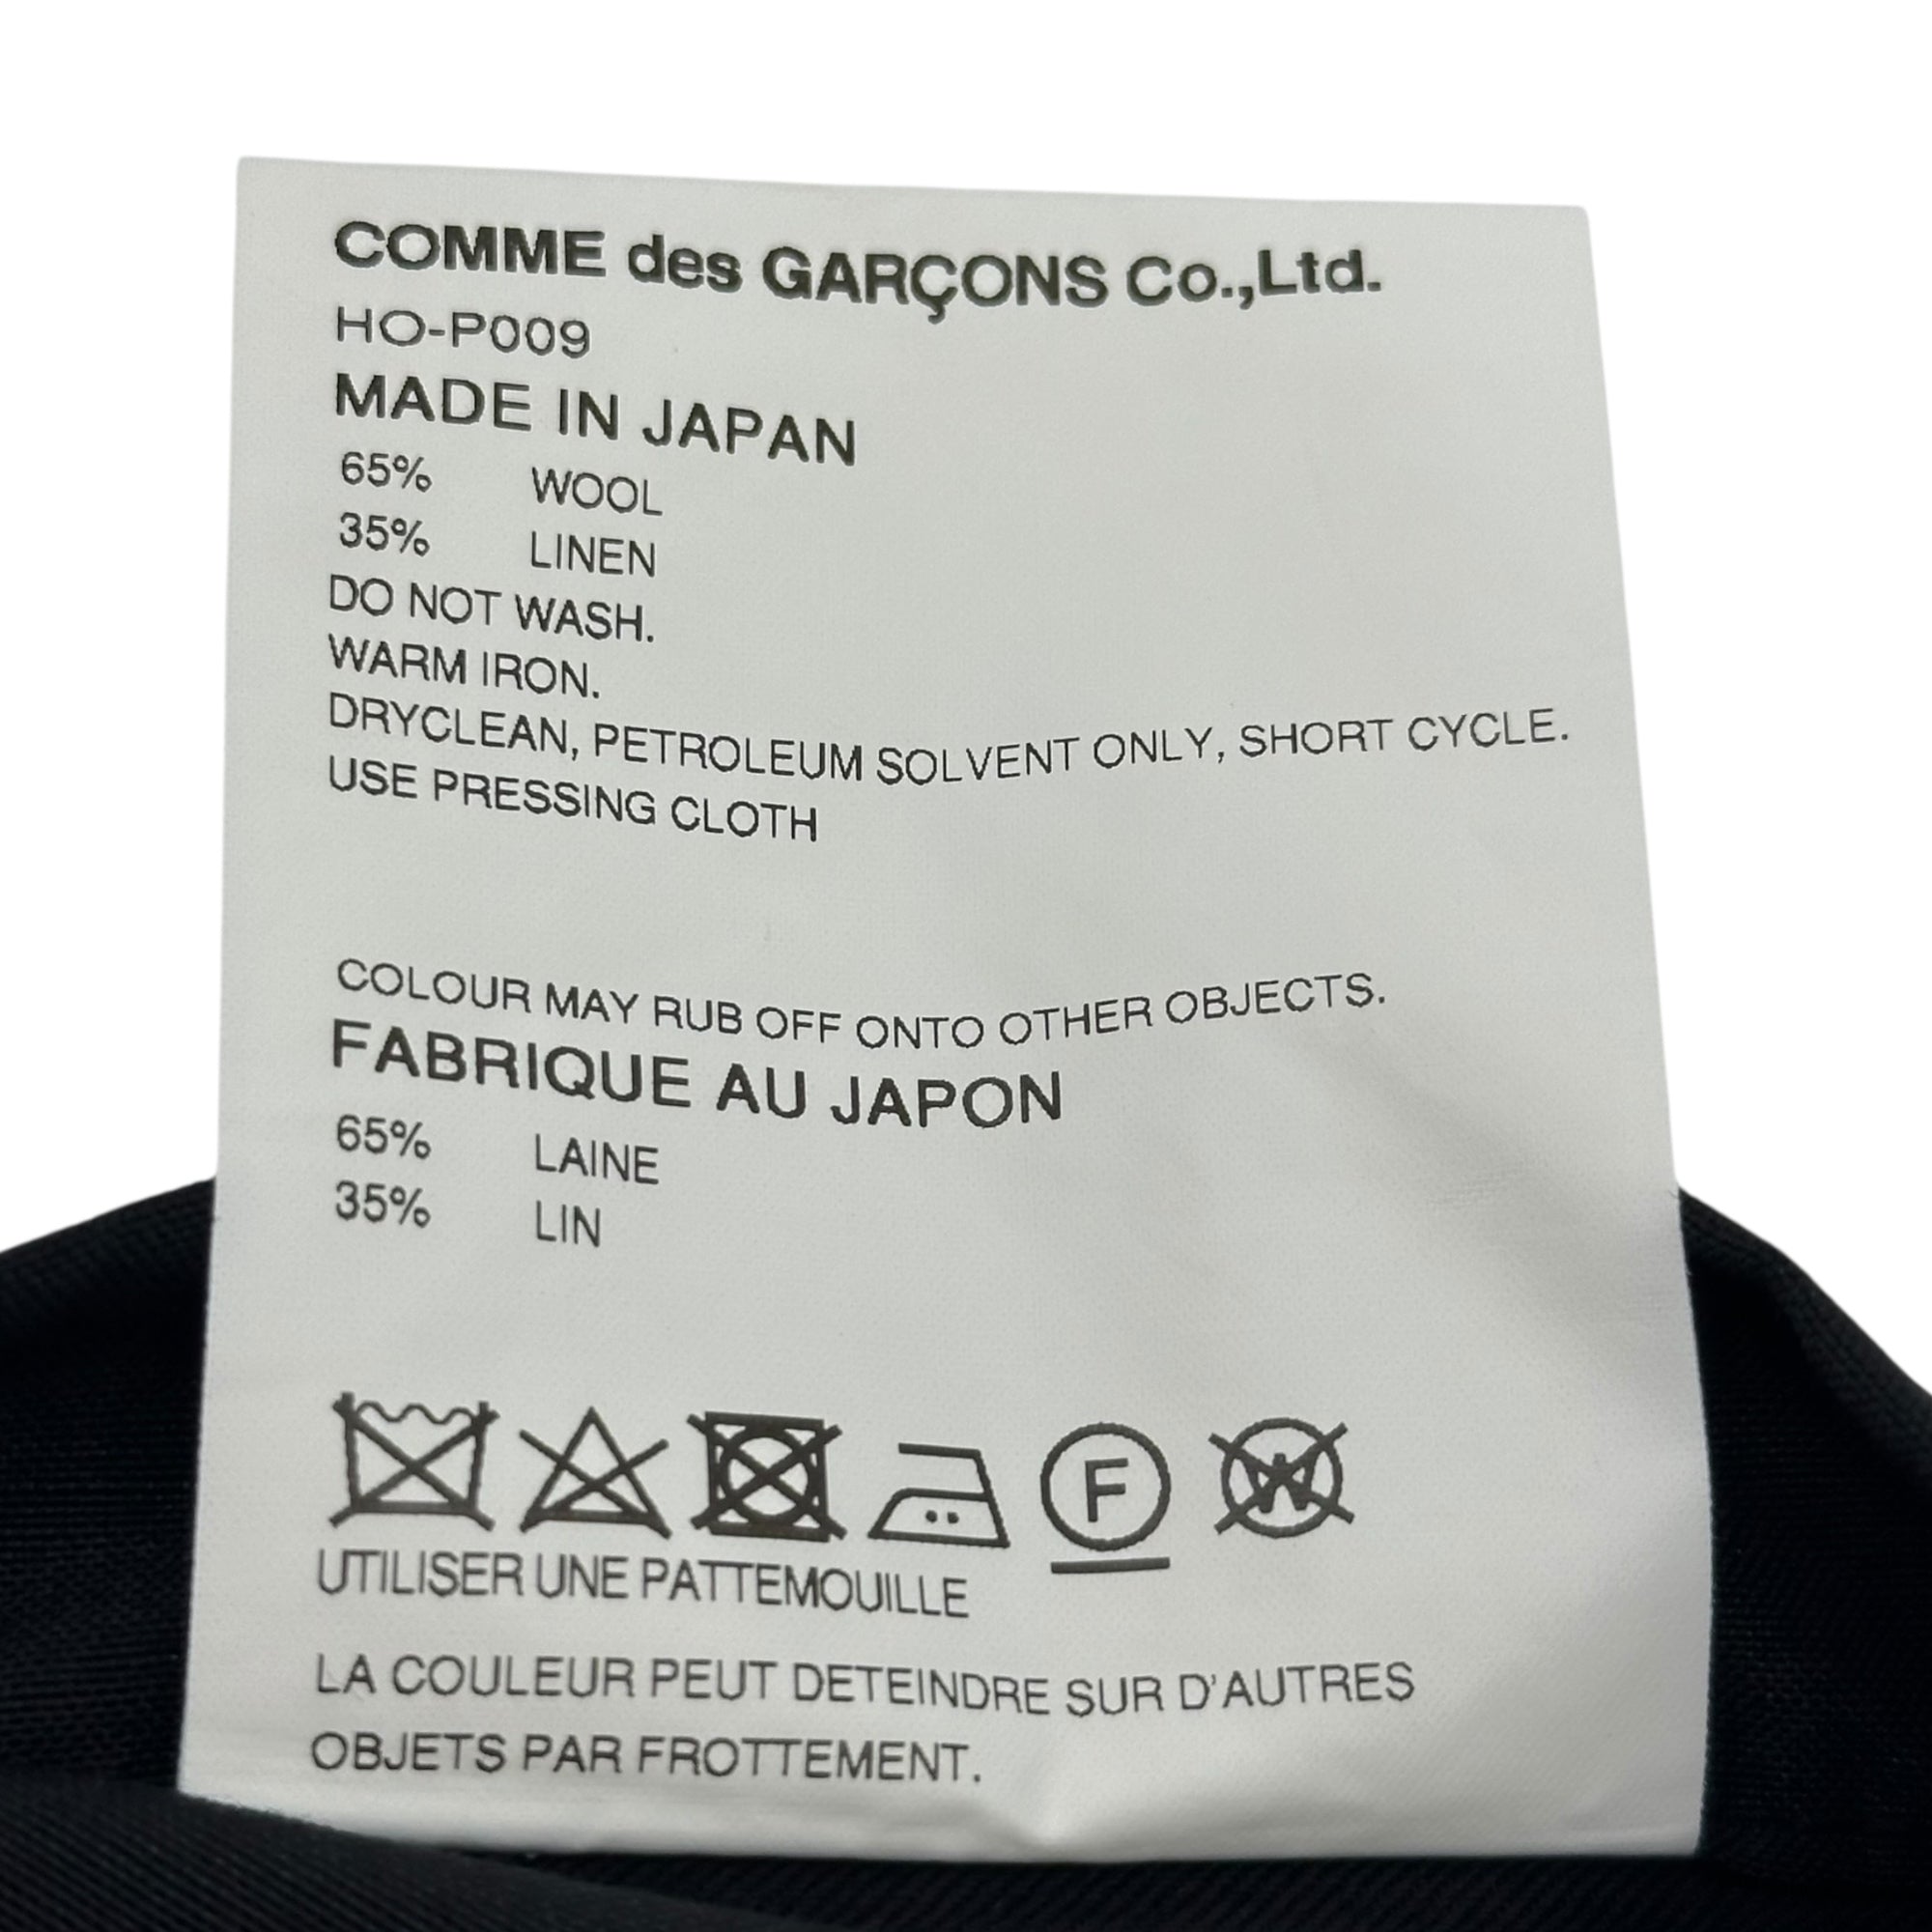 COMME des GARÇONS Co.,Ltd.
HO-P009
MADE IN JAPAN
65% WOOL
35% LINEN
DO NOT WASH.
WARM IRON.
DRYCLEAN, PETROLEUM SOLVENT ONLY, SHORT CYCLE.
USE PRESSING CLOTH
COLOUR MAY RUB OFF ONTO OTHER OBJECTS.
FABRIQUE AU JAPON
65% LAINE
35% LIN
F W
UTILISER UNE PATTEMOUILLE
LA COULEUR PEUT DETEINDRE SUR D'AUTRES
OBJETS PAR FROTTEMENT.